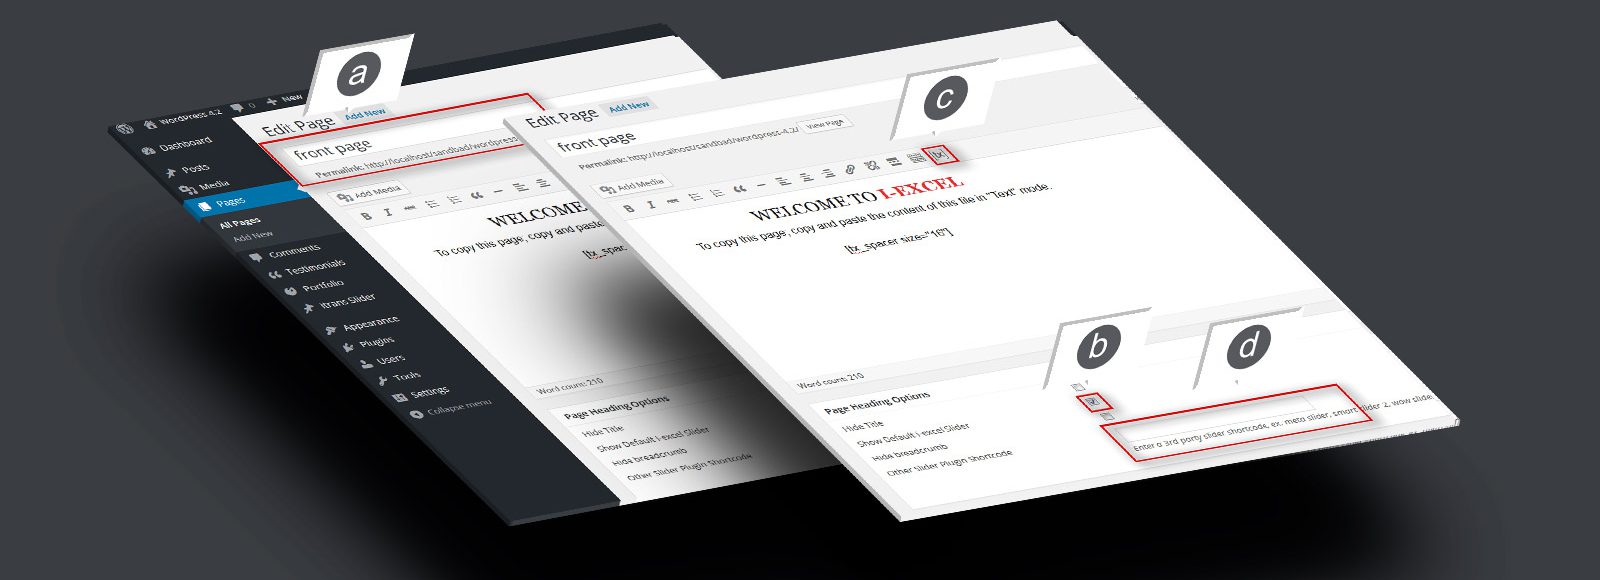 WordPress 4.2 0 New
Dashboard
Posts
Media
Pages
All Pages
Add New
Comments
Testimonials
Portfolio
itrans Slider
Appearance
Plugins
Users
Tools
Settings
Collapse menu
a
Edit Page Add New
front page
Permalink: http://localhost/sandbad/wordpress
Add Media
B I ABC
WELCOME
To copy this page, copy and paste
[tx_spac
Word count: 210
Page Heading Options
Hide Title
Show Default i-excel Slider
Hide breadcrumb
Other Slider Plugin Shortcode
c
Edit Page Add New
front page
Permalink: http://localhost/sandbad/wordpress-4.2/ View Page
Add Media
B I ABC [tx]
WELCOME TO I-EXCEL
To copy this page, copy and paste the content of this file in "Text" mode.
[tx_spacer size="16"]
Word count: 210
b
d
Page Heading Options
Hide Title
Show Default i-excel Slider
Hide breadcrumb
Other Slider Plugin Shortcode
Enter a 3rd party slider shortcode, ex. meta slider, smart slider 2, wow slide